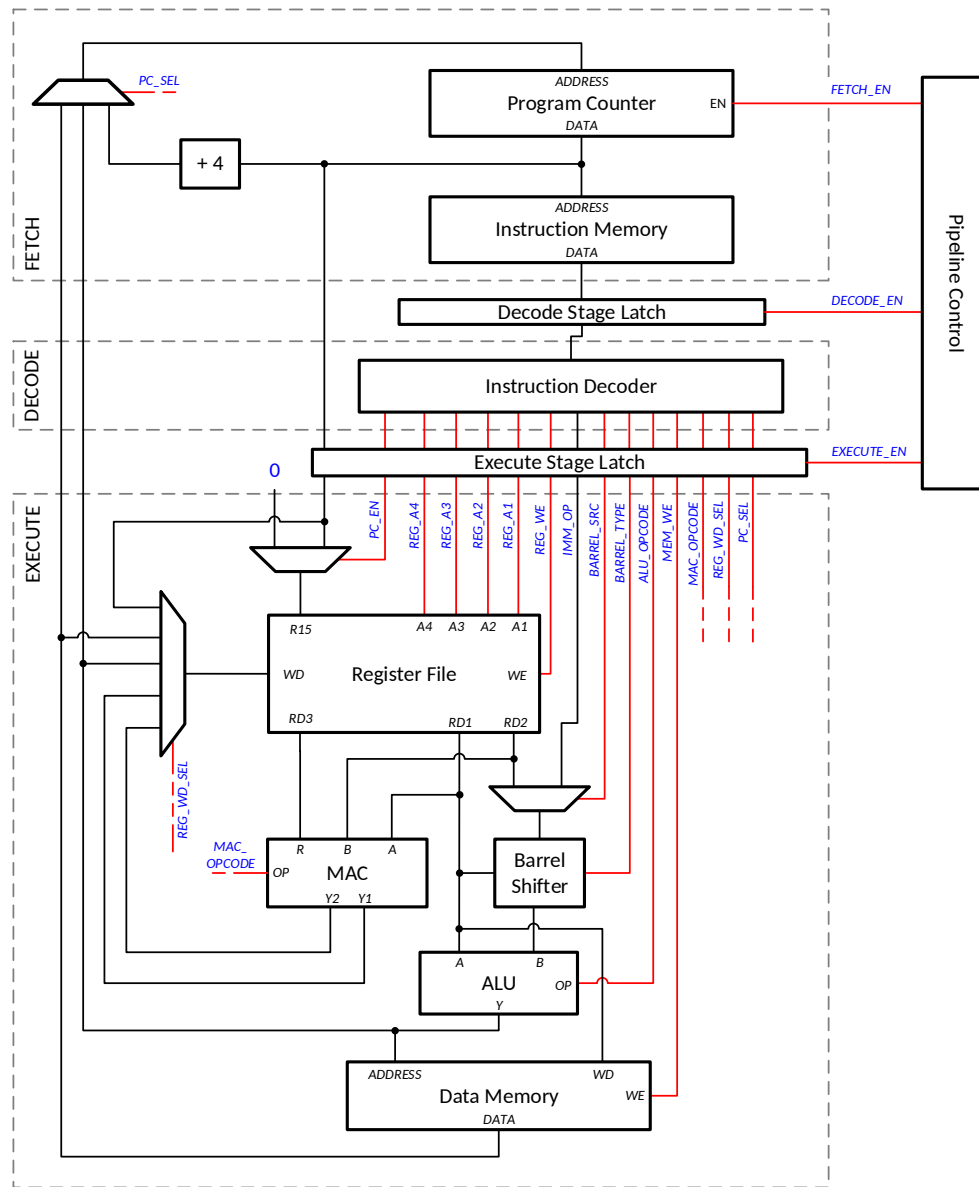 PC_SEL
ADDRESS
Program Counter
EN
DATA
FETCH_EN
+ 4
ADDRESS
Instruction Memory
DATA
FETCH
Pipeline Control
Decode Stage Latch
DECODE_EN
DECODE
Instruction Decoder
Execute Stage Latch
EXECUTE_EN
0
EXECUTE
PC_EN
REG_A4
REG_A3
REG_A2
REG_A1
REG_WE
IMM_OP
BARREL_SRC
BARREL_TYPE
ALU_OPCODE
MEM_WE
MAC_OPCODE
REG_WD_SEL
PC_SEL
R15
A4
A3
A2
A1
WD
Register File
WE
RD3
RD1
RD2
REG_WD_SEL
MAC_
OPCODE
R
B
A
OP
MAC
Y2
Y1
Barrel
Shifter
A
B
ALU
OP
Y
ADDRESS
WD
Data Memory
WE
DATA